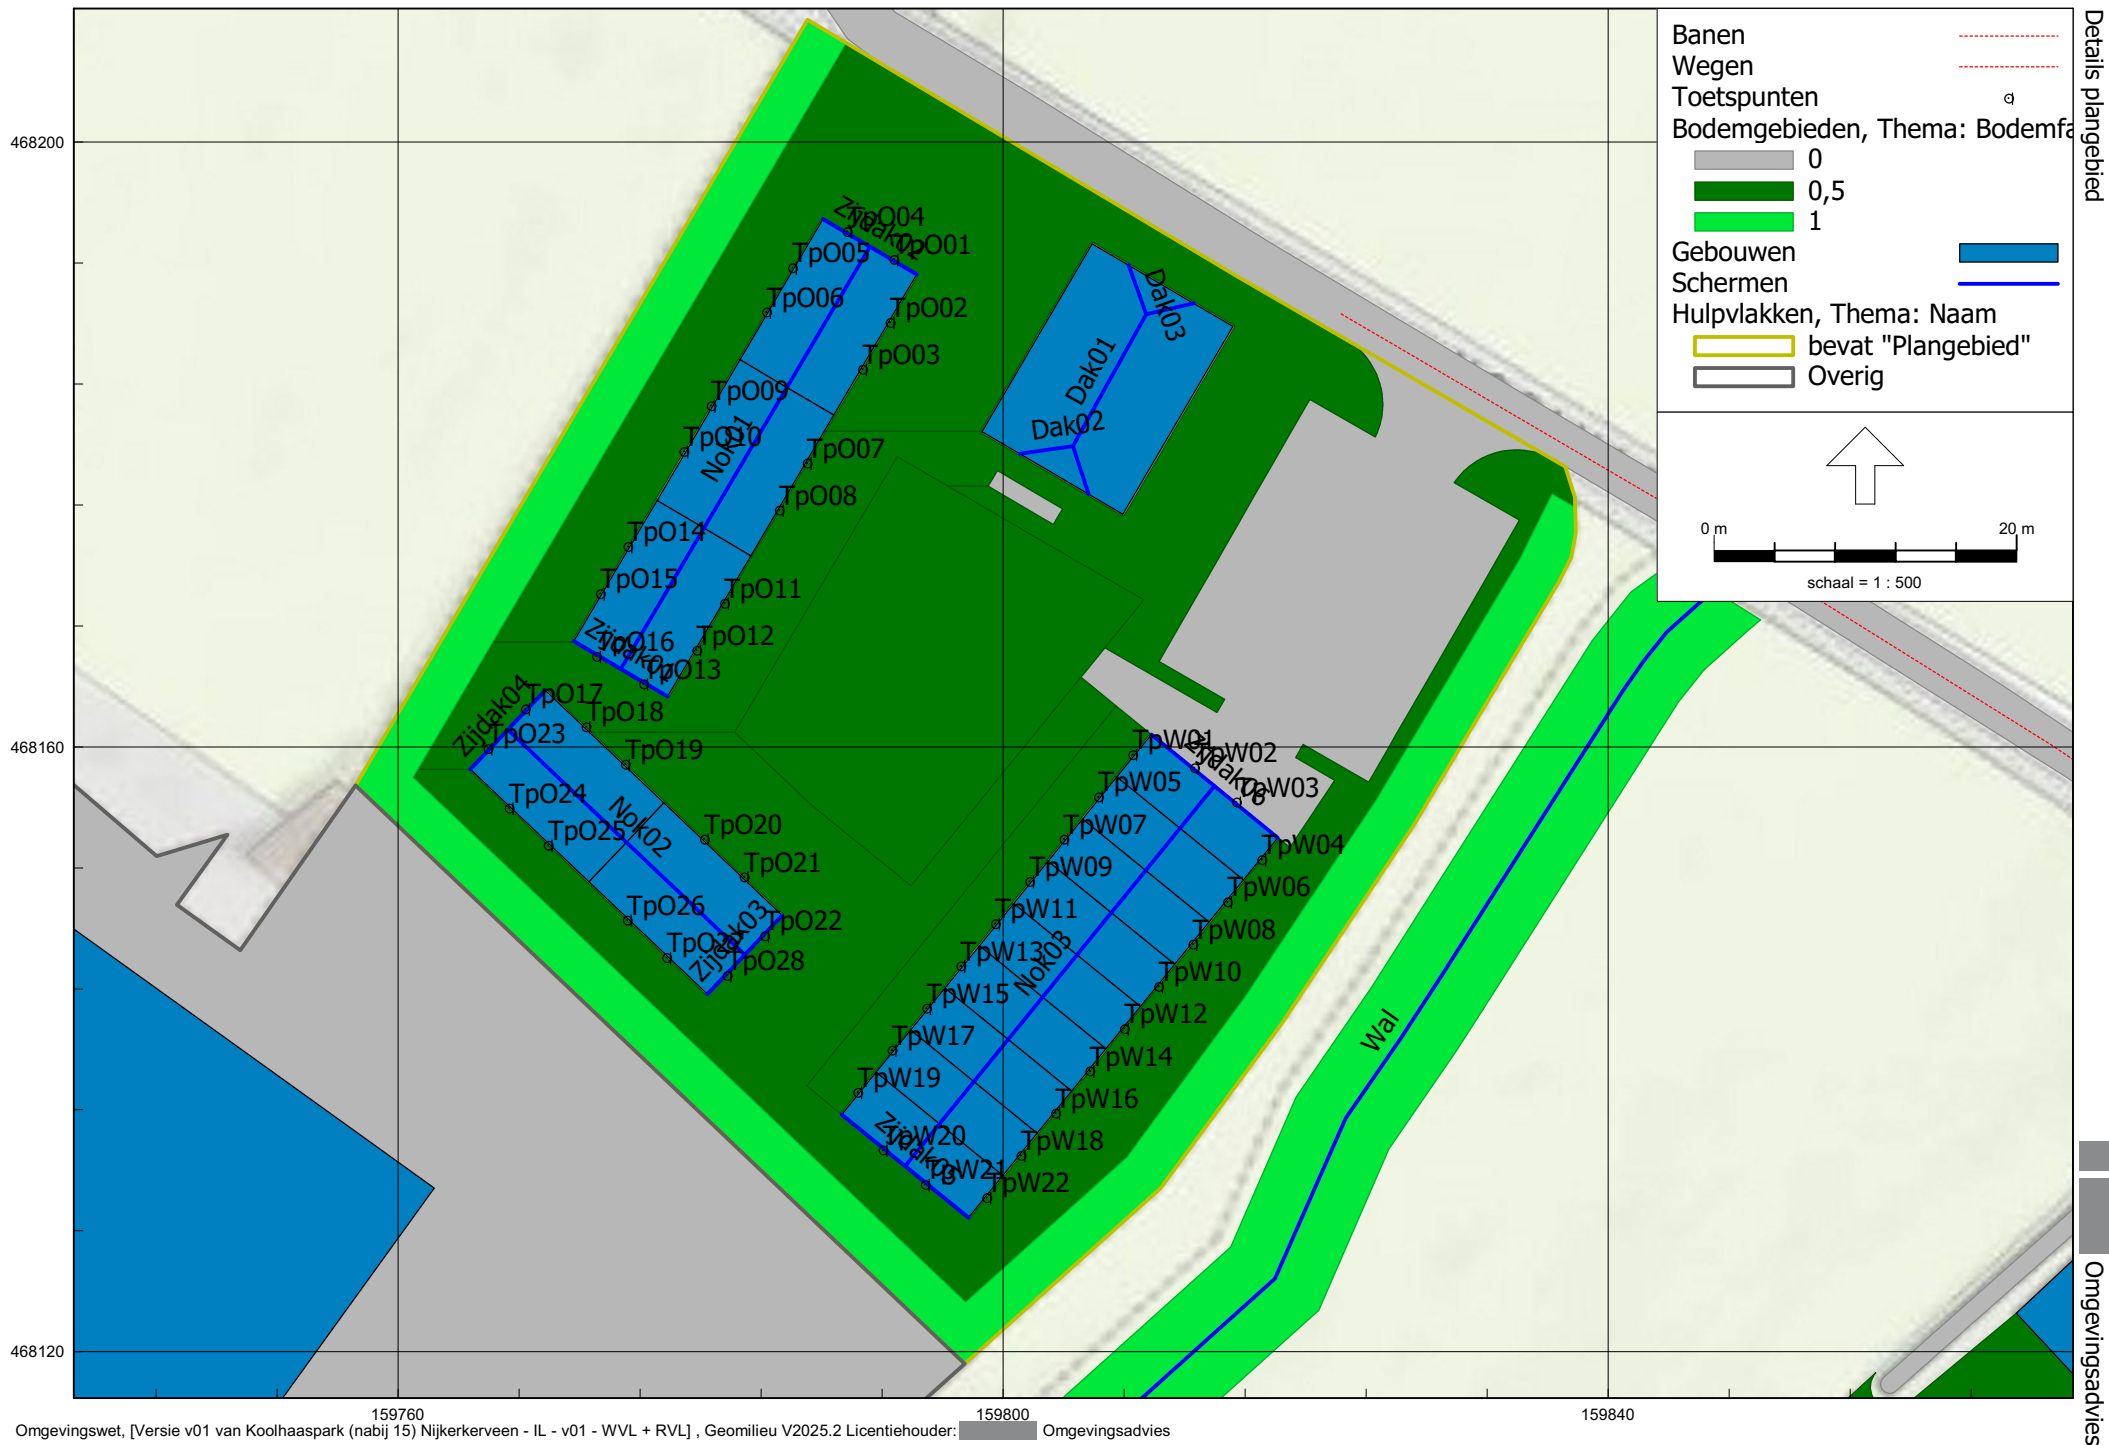 Details plangebied
Banen
Wegen
Toetspunten
Bodemgebieden, Thema: Bodemfa
0
0,5
1
Gebouwen
Schermen
Hulpvlakken, Thema: Naam
bevat "Plangebied"
Overig
0 m 20 m
schaal = 1 : 500
468200
468160
468120
159760 159800 159840
TpO04
TpO01
TpO05
TpO06
TpO02
TpO03
TpO09
TpO10
Nok01
TpO07
TpO08
TpO14
TpO15
TpO11
TpO12
TpO16
TpO13
Dak03
Dak01
Dak02
Zijdak04
TpO17
TpO23
TpO18
TpO19
TpO24
TpO25
Nok02
TpO20
TpO21
TpO26
TpO22
Zijdak03
TpO28
TpW01
TpW02
TpW03
TpW05
TpW04
TpW07
TpW06
TpW09
TpW08
TpW11
TpW10
TpW13
Nok03
TpW12
TpW15
TpW14
TpW17
TpW16
TpW19
TpW18
TpW20
TpW21
TpW22
Wal
Omgevingsadvies
Omgevingswet, [Versie v01 van Koolhaaspark (nabij 15) Nijkerkerveen - IL - v01 - WVL + RVL] , Geomilieu V2025.2 Licentiehouder: Omgevingsadvies